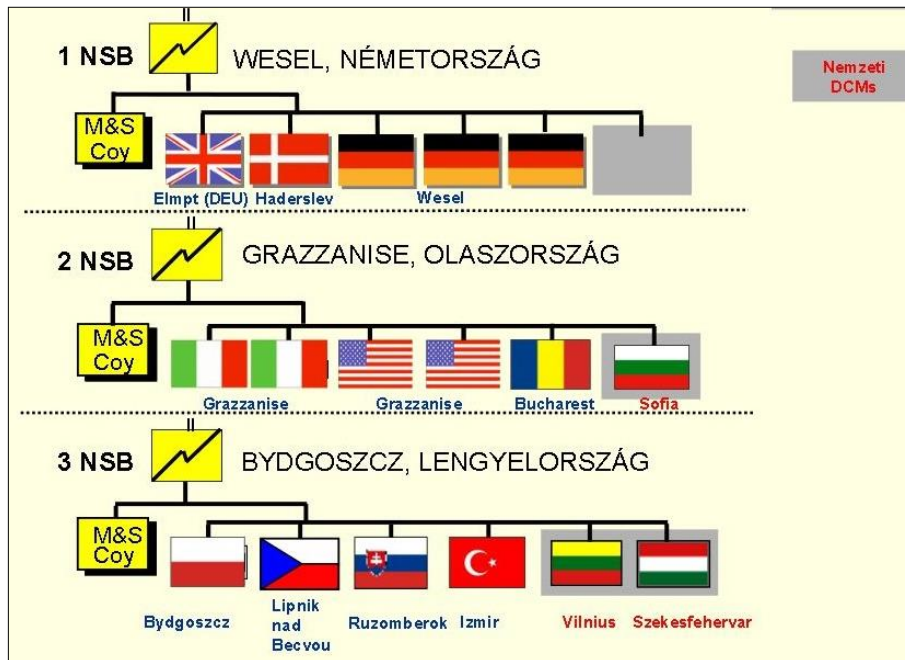 1 NSB
WESEL, NÉMETORSZÁG
Nemzeti
DCMs
M&S
Coy
Elmpt (DEU) Haderslev Wesel
2 NSB
GRAZZANISE, OLASZORSZÁG
M&S
Coy
Grazzanise Grazzanise Bucharest Sofia
3 NSB
BYDGOSZCZ, LENGYELORSZÁG
M&S
Coy
Bydgoszcz
Lipnik
nad
Becvou
Ruzomberok Izmir Vilnius Szekesfehervar